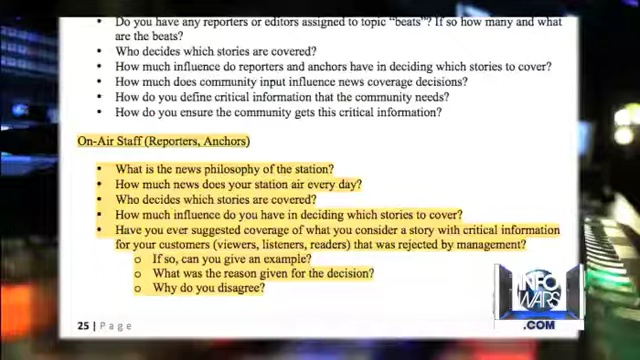 • Do you have any reporters or editors assigned to topic "beats"? If so how many and what
are the beats?
• Who decides which stories are covered?
• How much influence do reporters and anchors have in deciding which stories to cover?
• How much does community input influence news coverage decisions?
• How do you define critical information that the community needs?
• How do you ensure the community gets this critical information?
On-Air Staff (Reporters, Anchors)
• What is the news philosophy of the station?
• How much news does your station air every day?
• Who decides which stories are covered?
• How much influence do you have in deciding which stories to cover?
• Have you ever suggested coverage of what you consider a story with critical information
for your customers (viewers, listeners, readers) that was rejected by management?
o If so, can you give an example?
o What was the reason given for the decision?
o Why do you disagree?
25 | Page
INFO
WARS
.COM